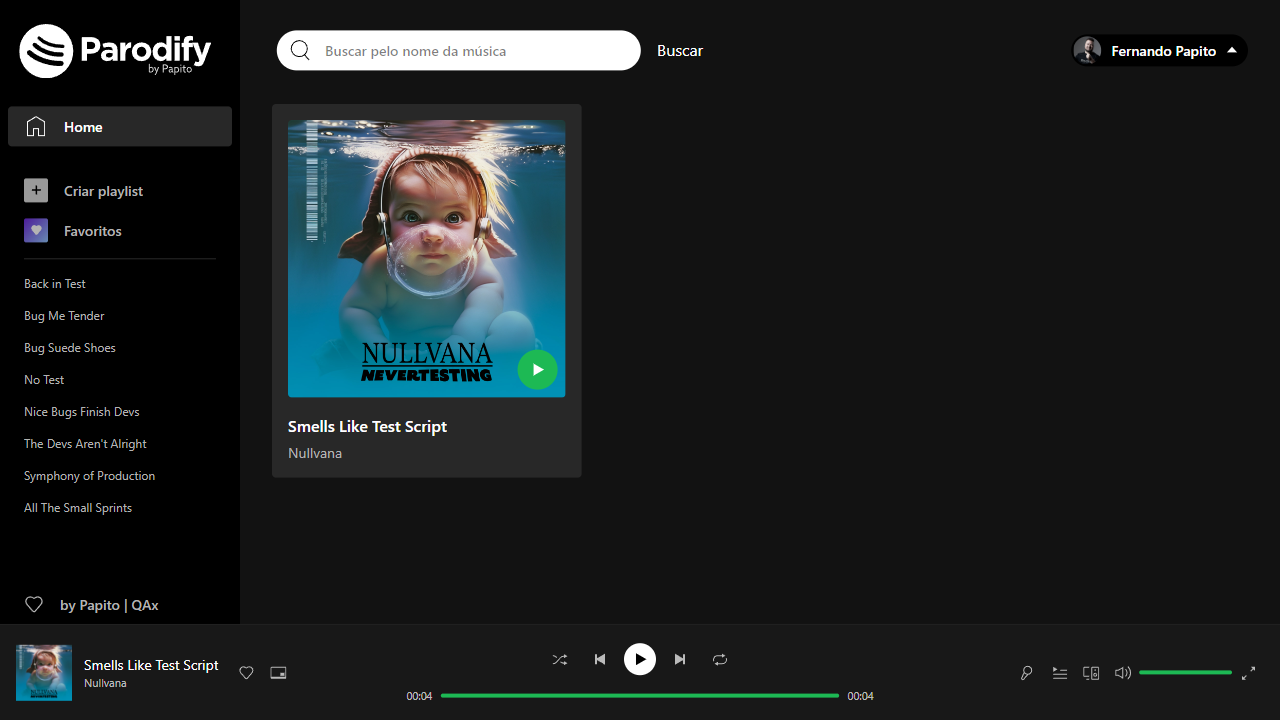 Parodify
by Papito
Home
Criar playlist
Favoritos
Back in Test
Bug Me Tender
Bug Suede Shoes
No Test
Nice Bugs Finish Devs
The Devs Aren't Alright
Symphony of Production
All The Small Sprints
by Papito | QAx
Buscar pelo nome da música
Buscar
Fernando Papito
NULLVANA
NEVERTESTING
Smells Like Test Script
Nullvana
Smells Like Test Script
Nullvana
00:04
00:04